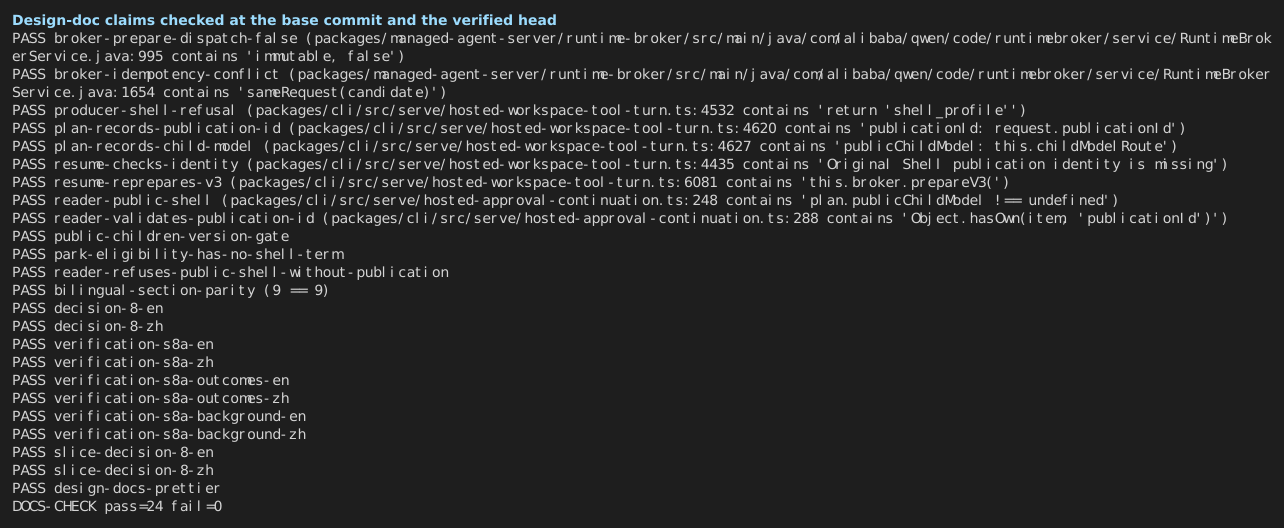 Design-doc claims checked at the base commit and the verified head
PASS broker-prepare-dispatch-false (packages/managed-agent-server/runtime-broker/src/main/java/com/alibaba/qwen/code/runtimebroker/service/RuntimeBrok
erService.java:995 contains 'immutable, false')
PASS broker-idempotency-conflict (packages/managed-agent-server/runtime-broker/src/main/java/com/alibaba/qwen/code/runtimebroker/service/RuntimeBroker
Service.java:1654 contains 'sameRequest(candidate)')
PASS producer-shell-refusal (packages/cli/src/serve/hosted-workspace-tool-turn.ts:4532 contains 'return 'shell_profile'')
PASS plan-records-publication-id (packages/cli/src/serve/hosted-workspace-tool-turn.ts:4620 contains 'publicationId: request.publicationId')
PASS plan-records-child-model (packages/cli/src/serve/hosted-workspace-tool-turn.ts:4627 contains 'publicChildModel: this.childModelRoute')
PASS resume-checks-identity (packages/cli/src/serve/hosted-workspace-tool-turn.ts:4435 contains 'Original Shell publication identity is missing')
PASS resume-reprepares-v3 (packages/cli/src/serve/hosted-workspace-tool-turn.ts:6081 contains 'this.broker.prepareV3(')
PASS reader-public-shell (packages/cli/src/serve/hosted-approval-continuation.ts:248 contains 'plan.publicChildModel !== undefined')
PASS reader-validates-publication-id (packages/cli/src/serve/hosted-approval-continuation.ts:288 contains 'Object.hasOwn(item, 'publicationId')')
PASS public-children-version-gate
PASS park-eligibility-has-no-shell-term
PASS reader-refuses-public-shell-without-publication
PASS bilingual-section-parity (9 == 9)
PASS decision-8-en
PASS decision-8-zh
PASS verification-s8a-en
PASS verification-s8a-zh
PASS verification-s8a-outcomes-en
PASS verification-s8a-outcomes-zh
PASS verification-s8a-background-en
PASS verification-s8a-background-zh
PASS slice-decision-8-en
PASS slice-decision-8-zh
PASS design-docs-prettier
DOCS-CHECK pass=24 fail=0